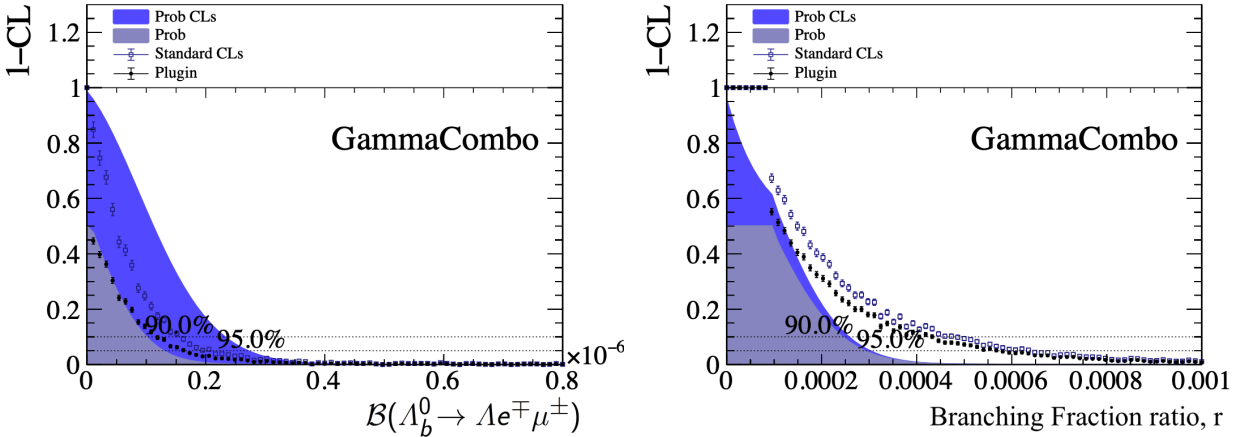 1–CL
1.2
1
0.8
0.6
0.4
0.2
0
Prob CLs
Prob
Standard CLs
Plugin
GammaCombo
90.0%
95.0%
0 0.2 0.4 0.6 0.8
×10⁻⁶
ℬ(Λ⁰_b → Λe∓μ±)
1–CL
1.2
1
0.8
0.6
0.4
0.2
0
Prob CLs
Prob
Standard CLs
Plugin
GammaCombo
90.0%
95.0%
0 0.0002 0.0004 0.0006 0.0008 0.001
Branching Fraction ratio, r